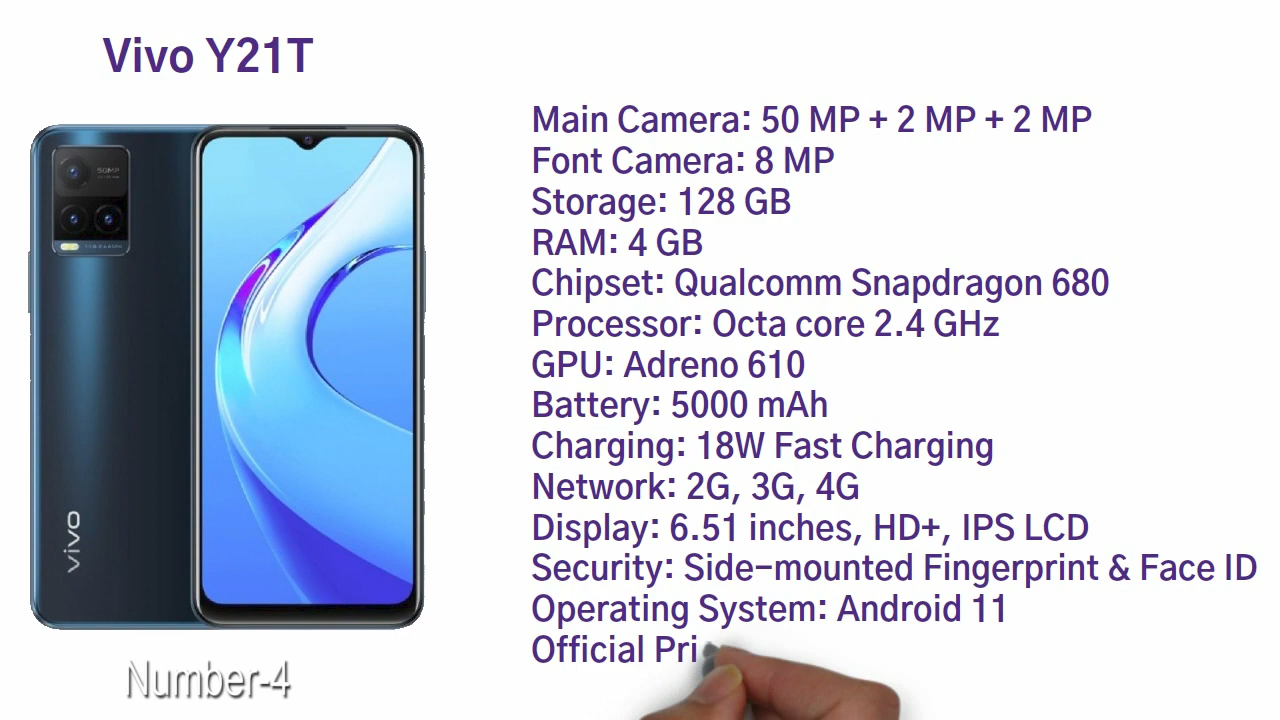 Vivo Y21T
Main Camera: 50 MP + 2 MP + 2 MP
Font Camera: 8 MP
Storage: 128 GB
RAM: 4 GB
Chipset: Qualcomm Snapdragon 680
Processor: Octa core 2.4 GHz
GPU: Adreno 610
Battery: 5000 mAh
Charging: 18W Fast Charging
Network: 2G, 3G, 4G
Display: 6.51 inches, HD+, IPS LCD
Security: Side-mounted Fingerprint & Face ID
Operating System: Android 11
Official Pri
50MP
vivo
Number-4